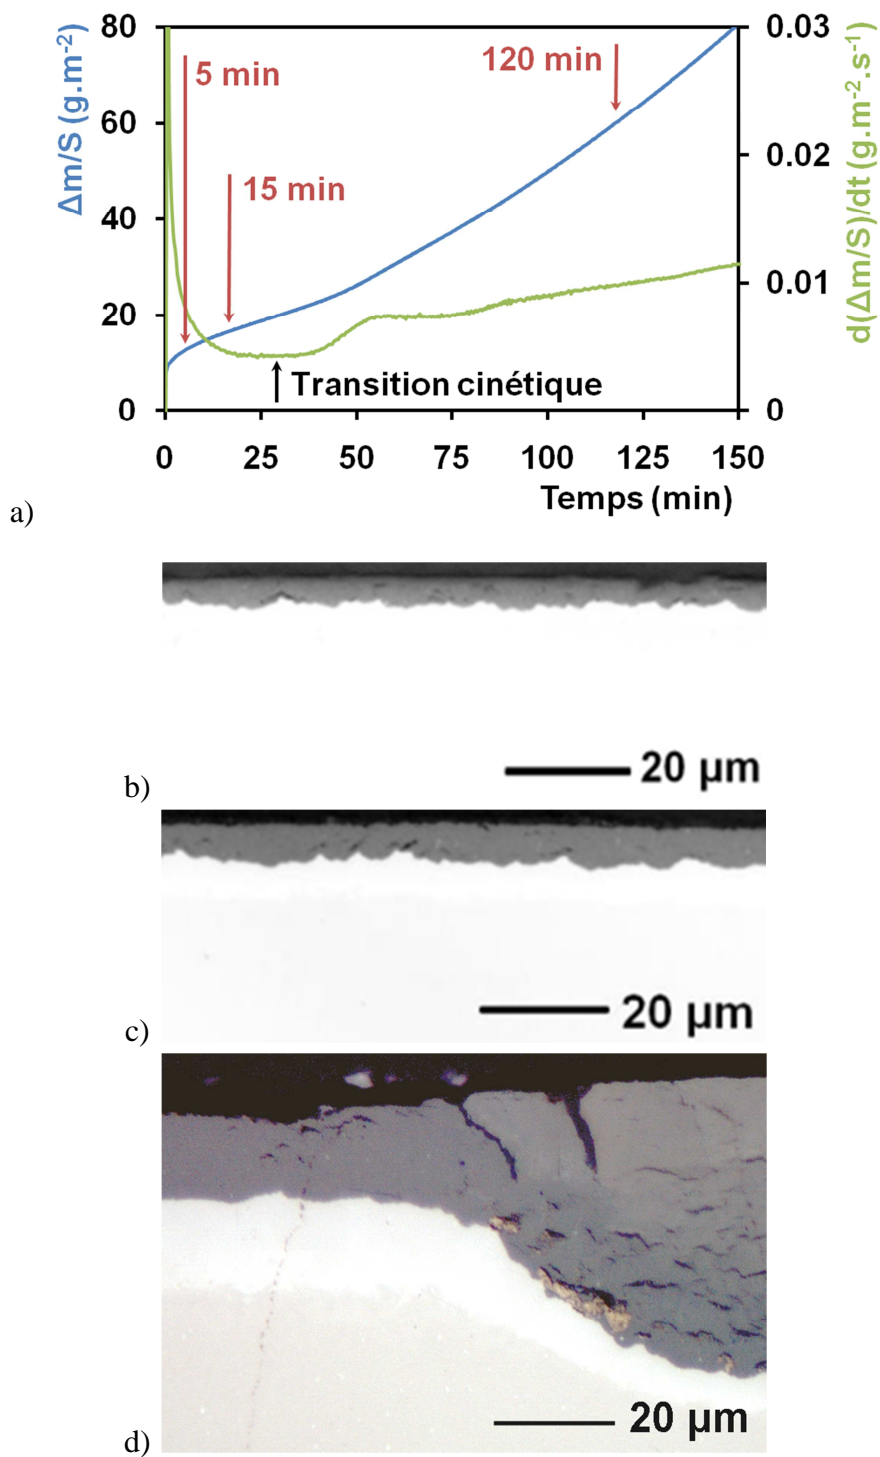 80
60
40
20
0
Δm/S (g.m-2)
5 min
15 min
120 min
Transition cinétique
0.03
0.02
0.01
0
d(Δm/S)/dt (g.m-2.s-1)
0 25 50 75 100 125 150
Temps (min)
a)
20 µm
b)
20 µm
c)
20 µm
d)